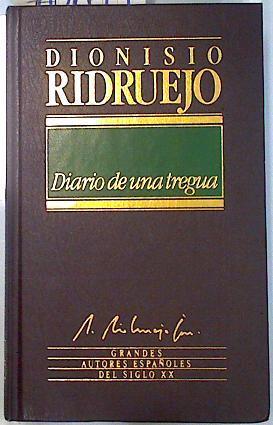 DIONISIO
RIDRUEJO
Diario de una tregua
GRANDES
AUTORES ESPAÑOLES
DEL SIGLO XX